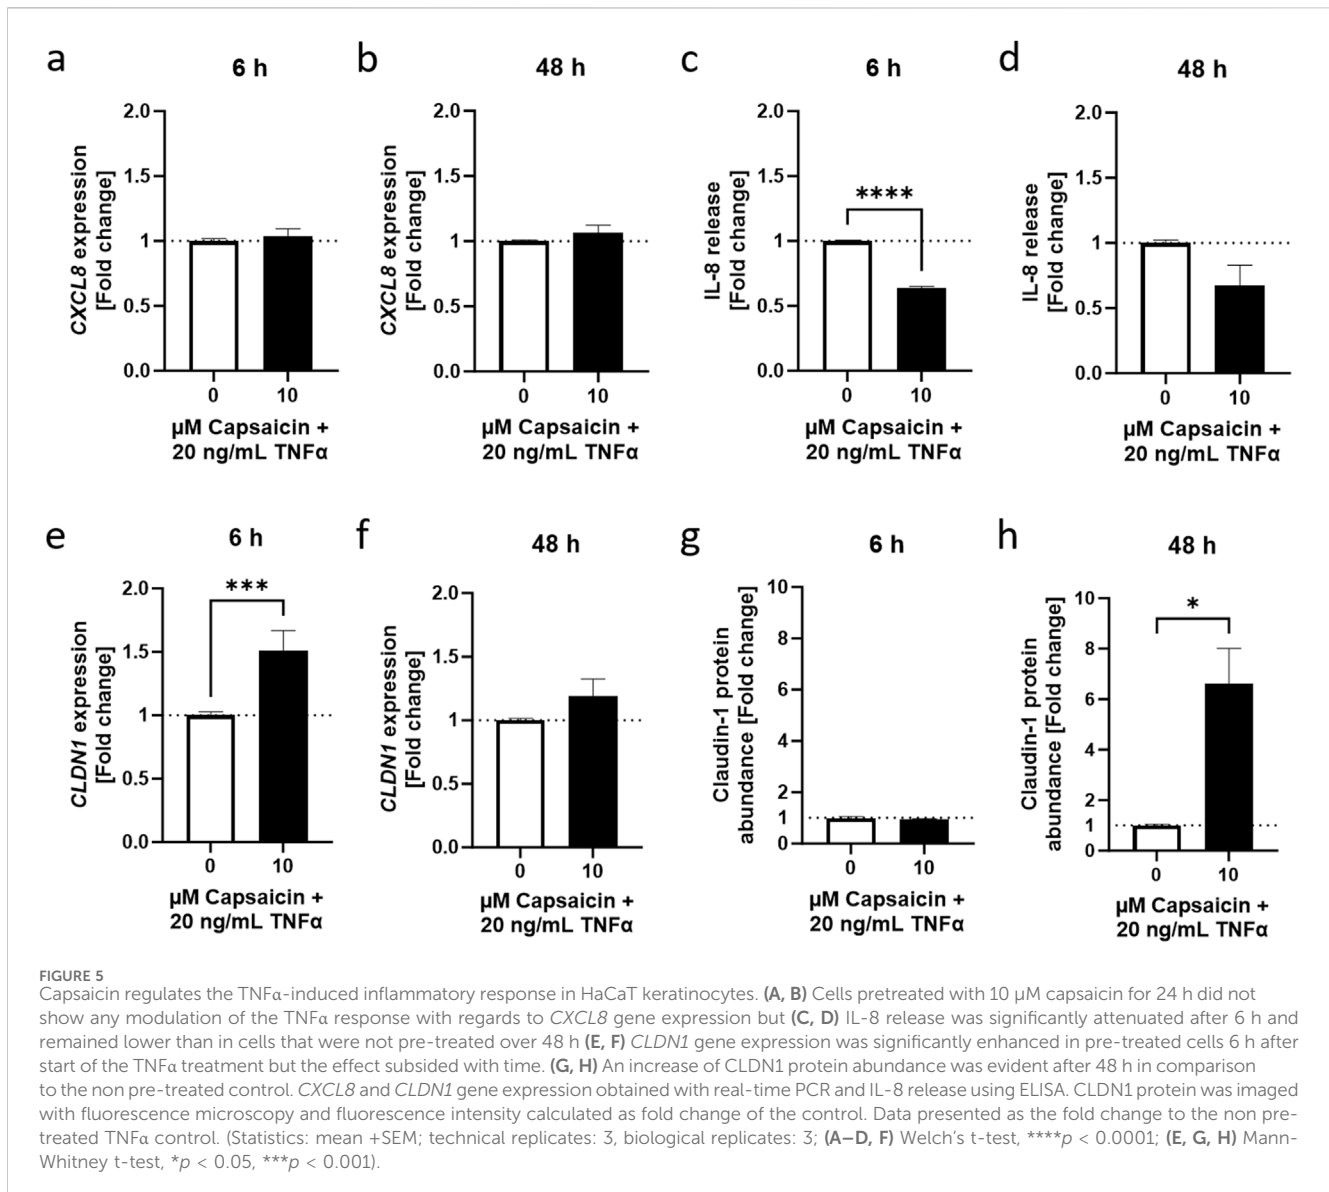 a
6 h
CXCL8 expression
[Fold change]
2.0
1.5
1
0.5
0.0
0
10
µM Capsaicin +
20 ng/mL TNFα
b
48 h
CXCL8 expression
[Fold change]
2.0
1.5
1
0.5
0.0
0
10
µM Capsaicin +
20 ng/mL TNFα
c
6 h
IL-8 release
[Fold change]
2.0
1.5
1
0.5
0.0
****
0
10
µM Capsaicin +
20 ng/mL TNFα
d
48 h
IL-8 release
[Fold change]
2.0
1.5
1
0.5
0.0
0
10
µM Capsaicin +
20 ng/mL TNFα
e
6 h
CLDN1 expression
[Fold change]
2.0
1.5
1
0.5
0.0
***
0
10
µM Capsaicin +
20 ng/mL TNFα
f
48 h
CLDN1 expression
[Fold change]
2.0
1.5
1
0.5
0.0
0
10
µM Capsaicin +
20 ng/mL TNFα
g
6 h
Claudin-1 protein
abundance [Fold change]
10
8
6
4
2
1
0
0
10
µM Capsaicin +
20 ng/mL TNFα
h
48 h
Claudin-1 protein
abundance [Fold change]
10
8
6
4
2
1
0
*
0
10
µM Capsaicin +
20 ng/mL TNFα
FIGURE 5
Capsaicin regulates the TNFα-induced inflammatory response in HaCaT keratinocytes. (A, B) Cells pretreated with 10 µM capsaicin for 24 h did not
show any modulation of the TNFα response with regards to CXCL8 gene expression but (C, D) IL-8 release was significantly attenuated after 6 h and
remained lower than in cells that were not pre-treated over 48 h (E, F) CLDN1 gene expression was significantly enhanced in pre-treated cells 6 h after
start of the TNFα treatment but the effect subsided with time. (G, H) An increase of CLDN1 protein abundance was evident after 48 h in comparison
to the non pre-treated control. CXCL8 and CLDN1 gene expression obtained with real-time PCR and IL-8 release using ELISA. CLDN1 protein was imaged
with fluorescence microscopy and fluorescence intensity calculated as fold change of the control. Data presented as the fold change to the non pre-
treated TNFα control. (Statistics: mean +SEM; technical replicates: 3, biological replicates: 3; (A–D, F) Welch's t-test, ****p < 0.0001; (E, G, H) Mann-
Whitney t-test, *p < 0.05, ***p < 0.001).